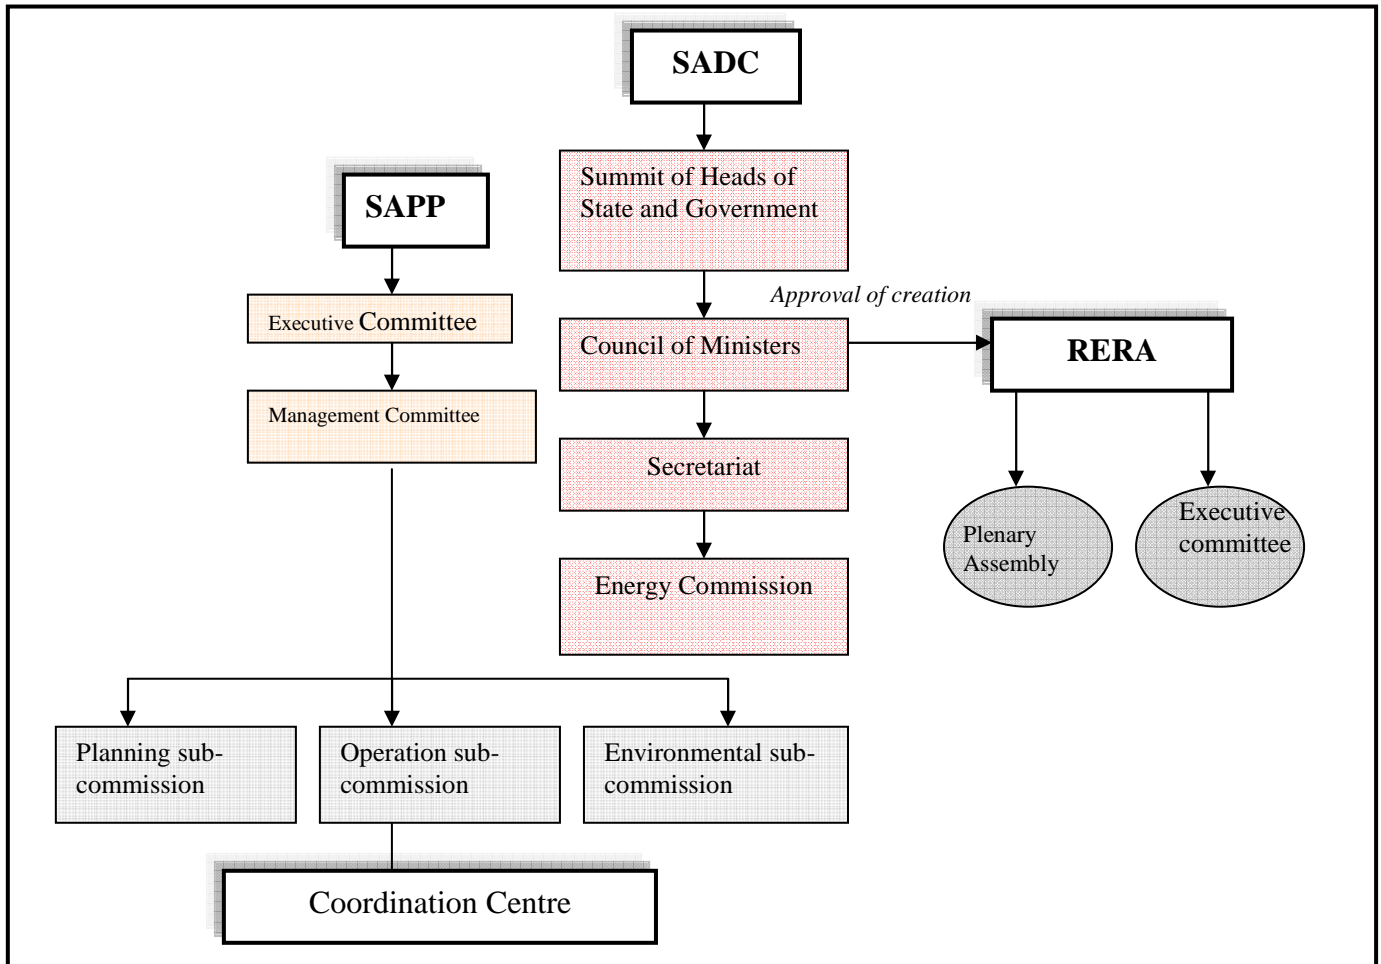 SADC
Summit of Heads of
State and Government
SAPP
Approval of creation
Executive Committee
Council of Ministers
RERA
Management Committee
Secretariat
Plenary
Assembly
Executive
committee
Energy Commission
Planning sub-
commission
Operation sub-
commission
Environmental sub-
commission
Coordination Centre